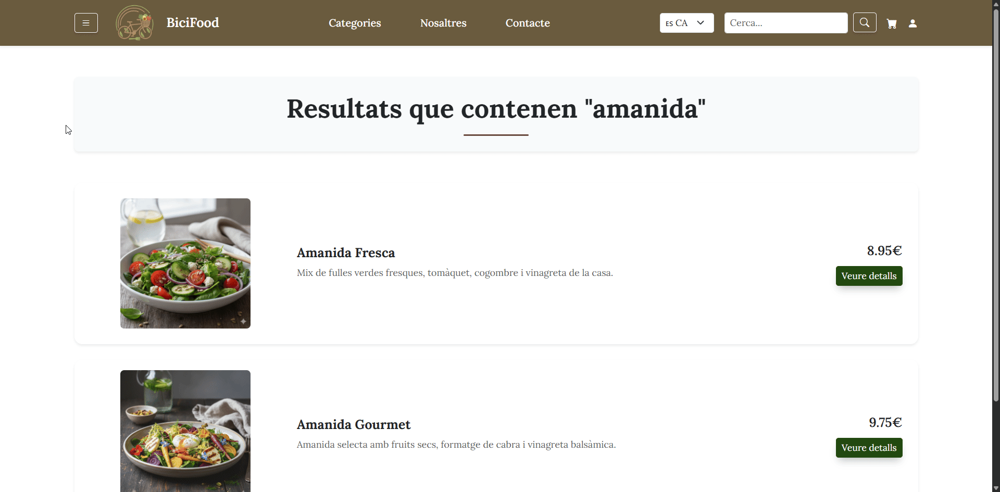 BiciFood
Categories
Nosaltres
Contacte
ES CA
Cerca...
Resultats que contenen "amanida"
Amanida Fresca
Mix de fulles verdes fresques, tomàquet, cogombre i vinagreta de la casa.
8.95€
Veure detalls
Amanida Gourmet
Amanida selecta amb fruits secs, formatge de cabra i vinagreta balsàmica.
9.75€
Veure detalls